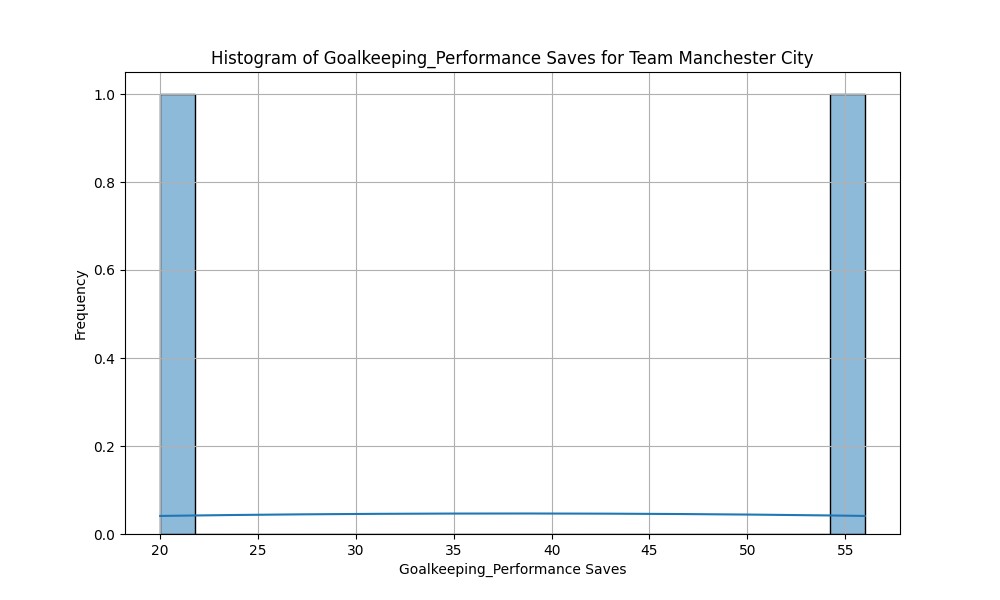 Histogram of Goalkeeping_Performance Saves for Team Manchester City
Frequency
1.0
0.8
0.6
0.4
0.2
0.0
20 25 30 35 40 45 50 55
Goalkeeping_Performance Saves